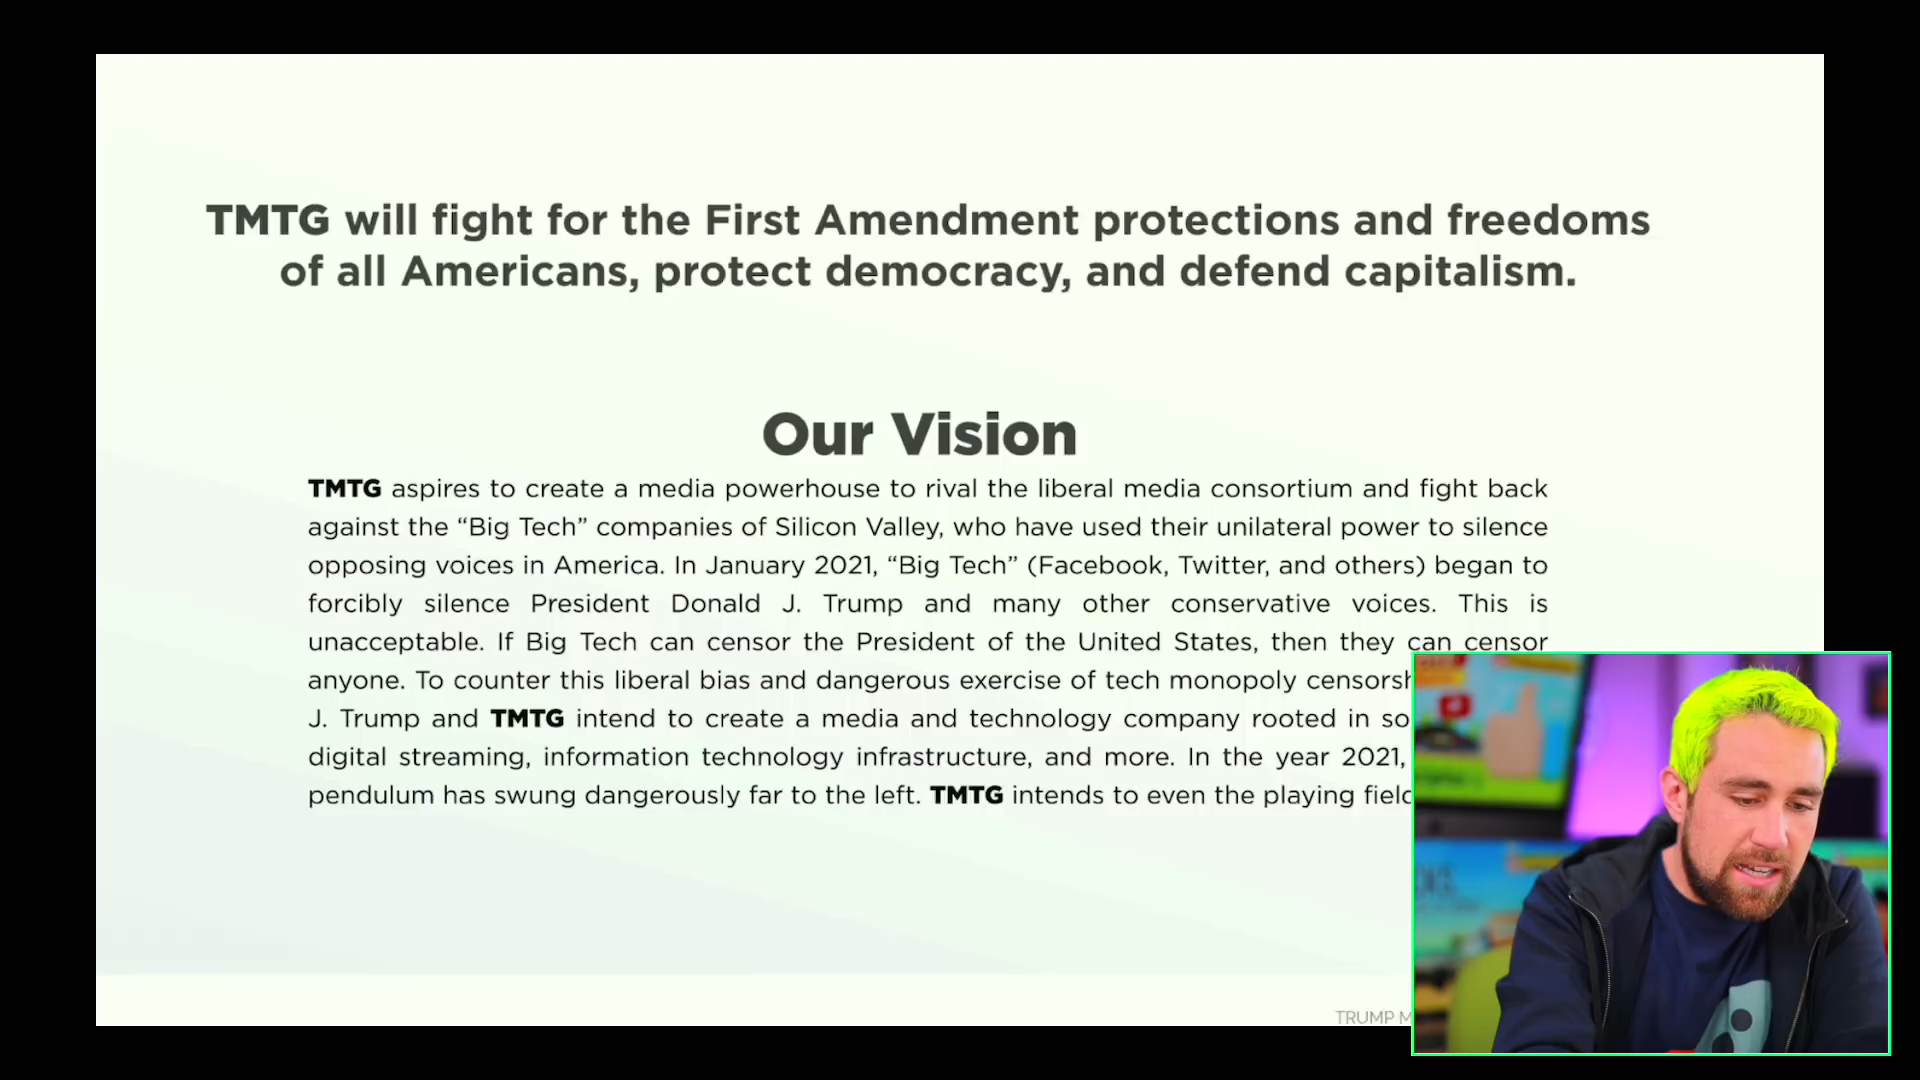 TMTG will fight for the First Amendment protections and freedoms
of all Americans, protect democracy, and defend capitalism.
Our Vision
TMTG aspires to create a media powerhouse to rival the liberal media consortium and fight back
against the “Big Tech” companies of Silicon Valley, who have used their unilateral power to silence
opposing voices in America. In January 2021, “Big Tech” (Facebook, Twitter, and others) began to
forcibly silence President Donald J. Trump and many other conservative voices. This is
unacceptable. If Big Tech can censor the President of the United States, then they can censor
anyone. To counter this liberal bias and dangerous exercise of tech monopoly
J. Trump and TMTG intend to create a media and technology company rooted in
digital streaming, information technology infrastructure, and more. In the year 2021,
pendulum has swung dangerously far to the left. TMTG intends to even the playing
TRUMP